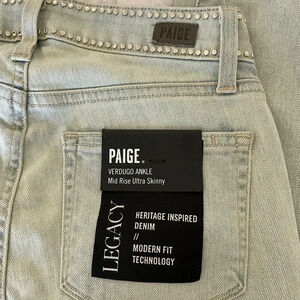 PAIGE
PAIGE.
VERDUGO ANKLE
Mid Rise Ultra Skinny
LEGACY
HERITAGE INSPIRED
DENIM
//
MODERN FIT
TECHNOLOGY